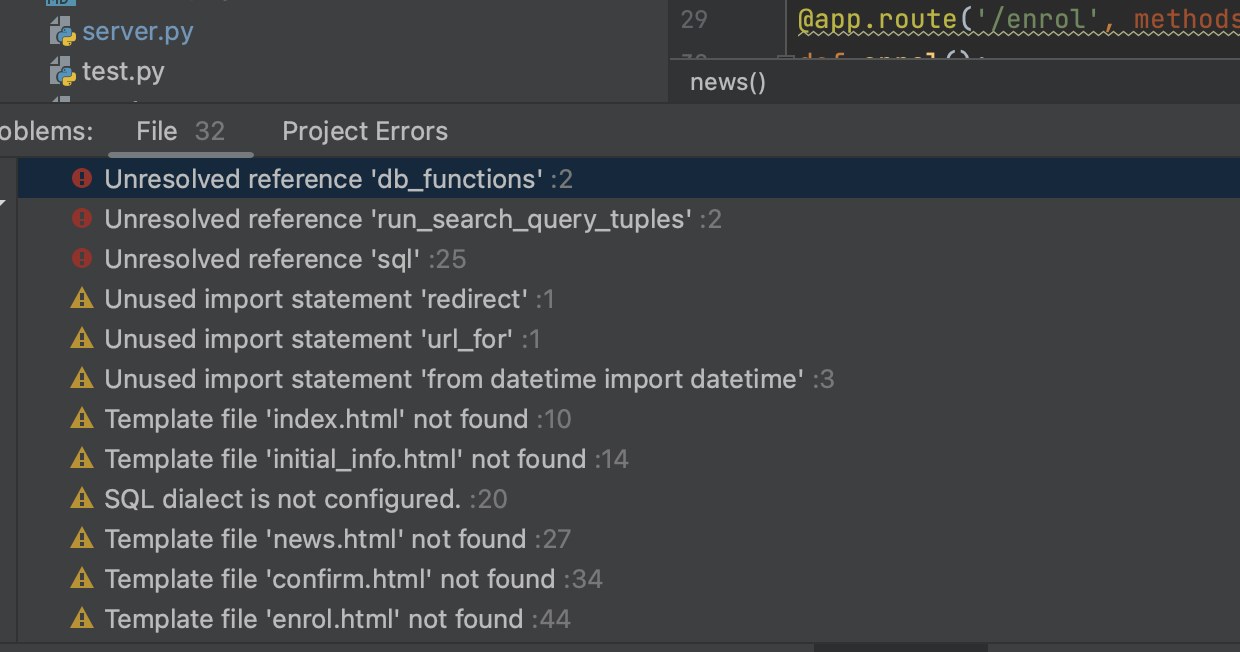 server.py
test.py
29 @app.route('/enrol', methods
news()
oblems: File 32 Project Errors
Unresolved reference 'db_functions' :2
Unresolved reference 'run_search_query_tuples' :2
Unresolved reference 'sql' :25
Unused import statement 'redirect' :1
Unused import statement 'url_for' :1
Unused import statement 'from datetime import datetime' :3
Template file 'index.html' not found :10
Template file 'initial_info.html' not found :14
SQL dialect is not configured. :20
Template file 'news.html' not found :27
Template file 'confirm.html' not found :34
Template file 'enrol.html' not found :44